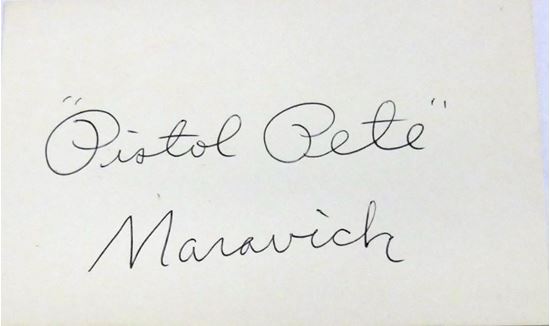 "Pistol Pete"
Maravich